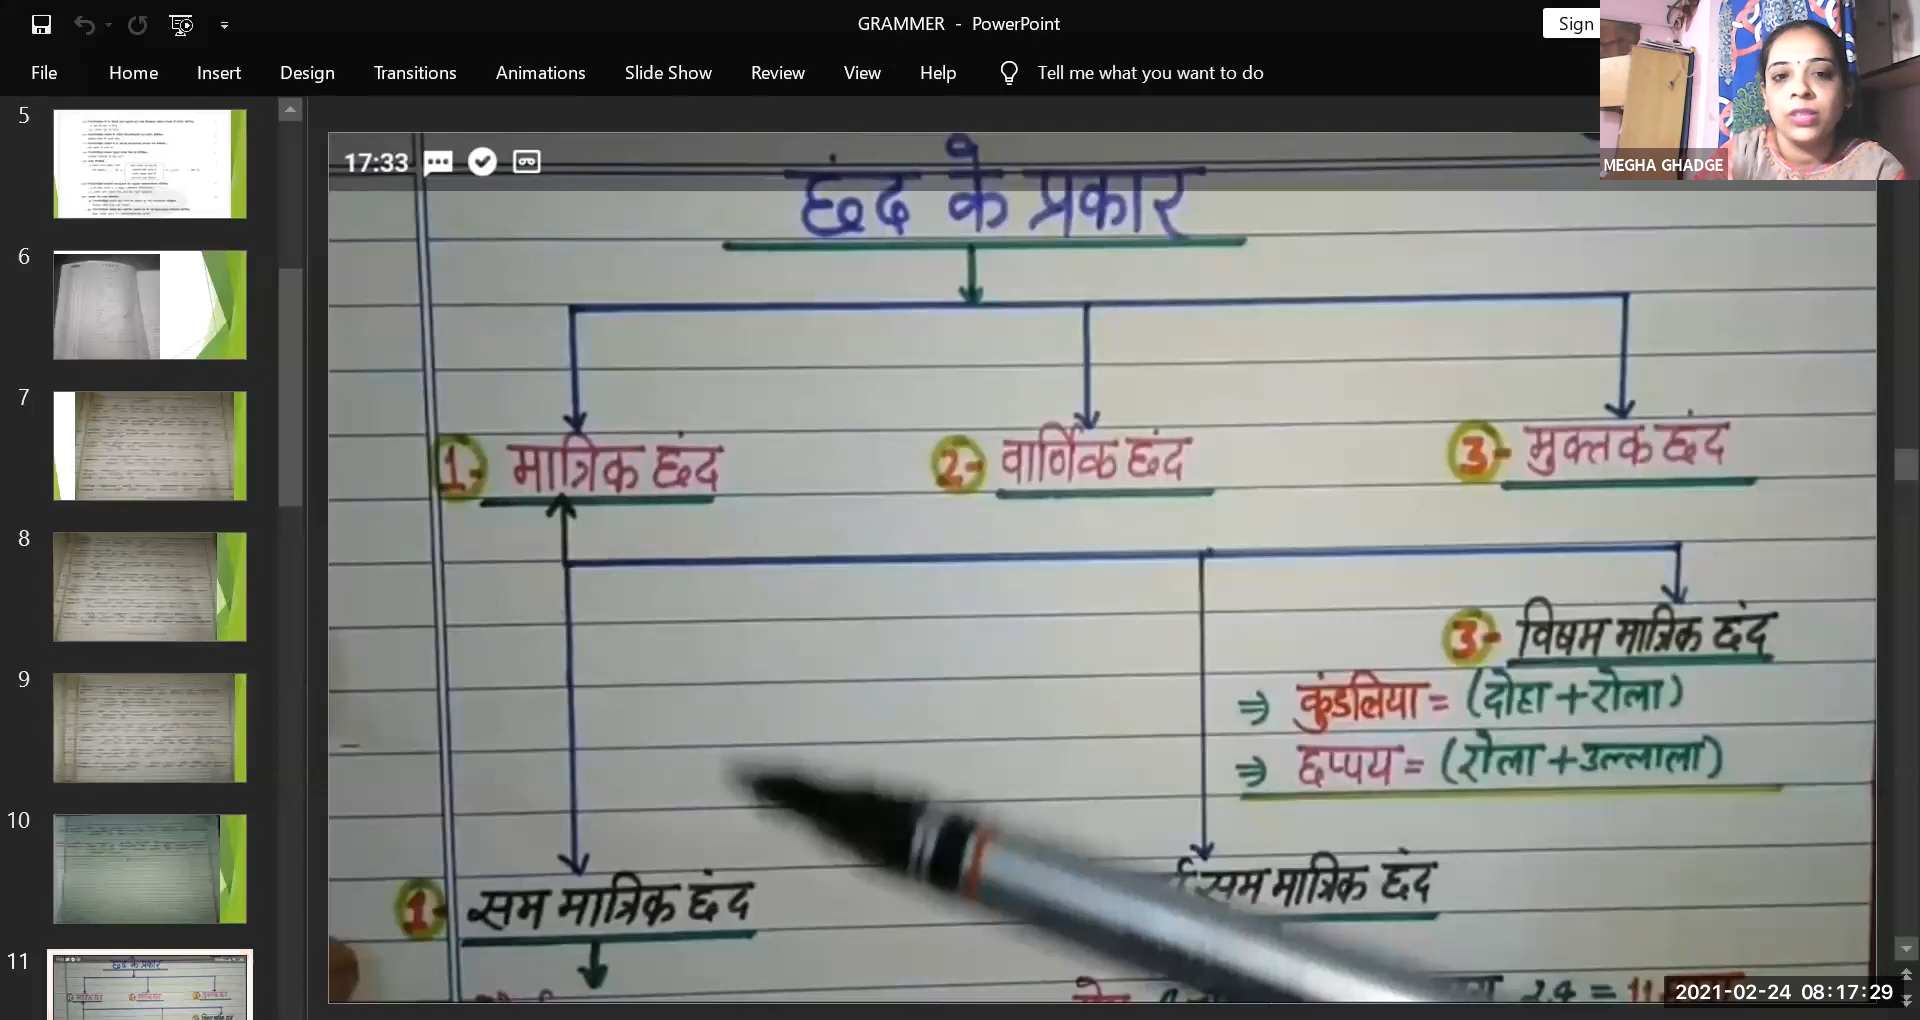 GRAMMER - PowerPoint
Sign
File Home Insert Design Transitions Animations Slide Show Review View Help Tell me what you want to do
MEGHA GHADGE
5
6
7
8
9
10
11
17:33
छंद के प्रकार
1- मात्रिक छंद
2- वार्णिक छंद
3- मुक्तक छंद
3- विषम मात्रिक छंद
⇒ कुंडलिया = (दोहा + रोला)
⇒ छप्पय = (रोला + उल्लाला)
1- सम मात्रिक छंद
सम मात्रिक छंद
24 = 11
2021-02-24 08:17:29